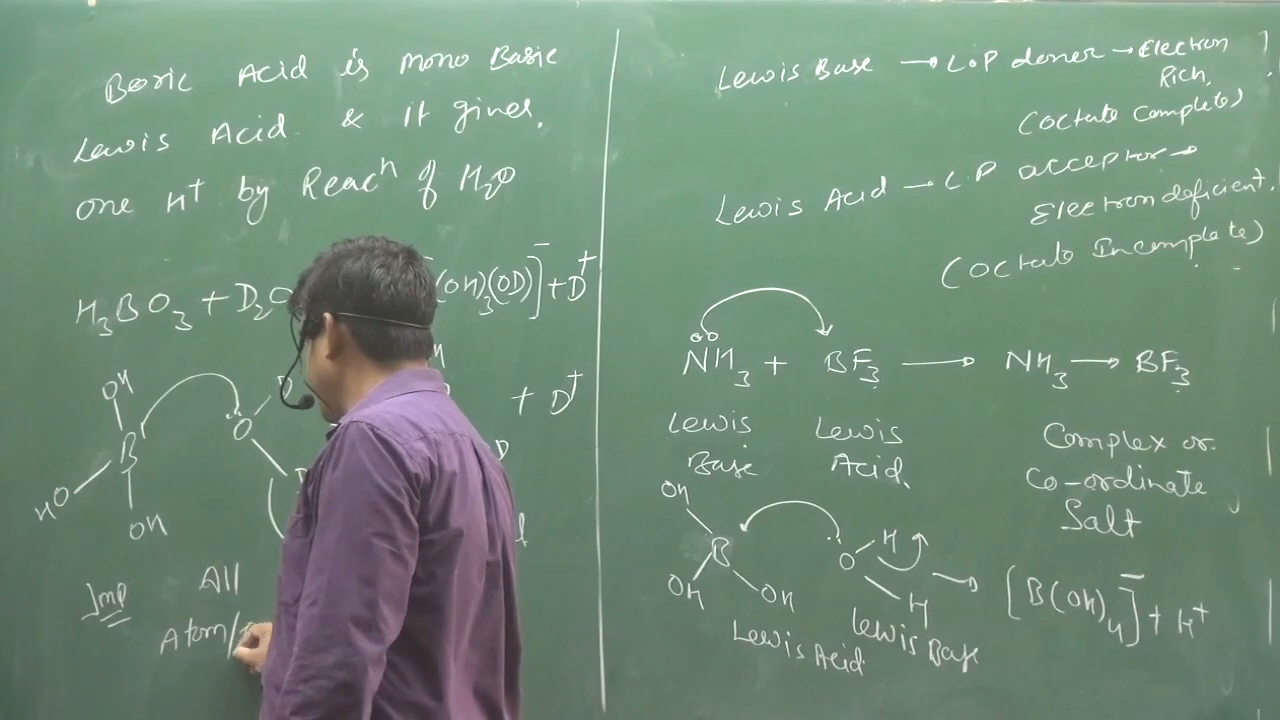 Boric Acid is mono Basic
Lewis Acid & it gives
one H⁺ by Reacⁿ of H₂O
H₃BO₃ + D₂O
(OH)₃(OD)]⁻ + D⁺
OH
B
HO
OH
O
D
+ D⁺
Imp
All
Atom/
Lewis Base → L.P doner → Electron
Rich,
(octate complete)
Lewis Acid → L.P acceptor →
Electron deficient.
(octate Incomplete)
NH₃ + BF₃ → NH₃ → BF₃
Lewis
Base
Lewis
Acid.
Complex or
Co-ordinate
Salt
OH
B
OH
OH
O
H
H
→ [B(OH)₄]⁻ + H⁺
Lewis Acid
Lewis Base